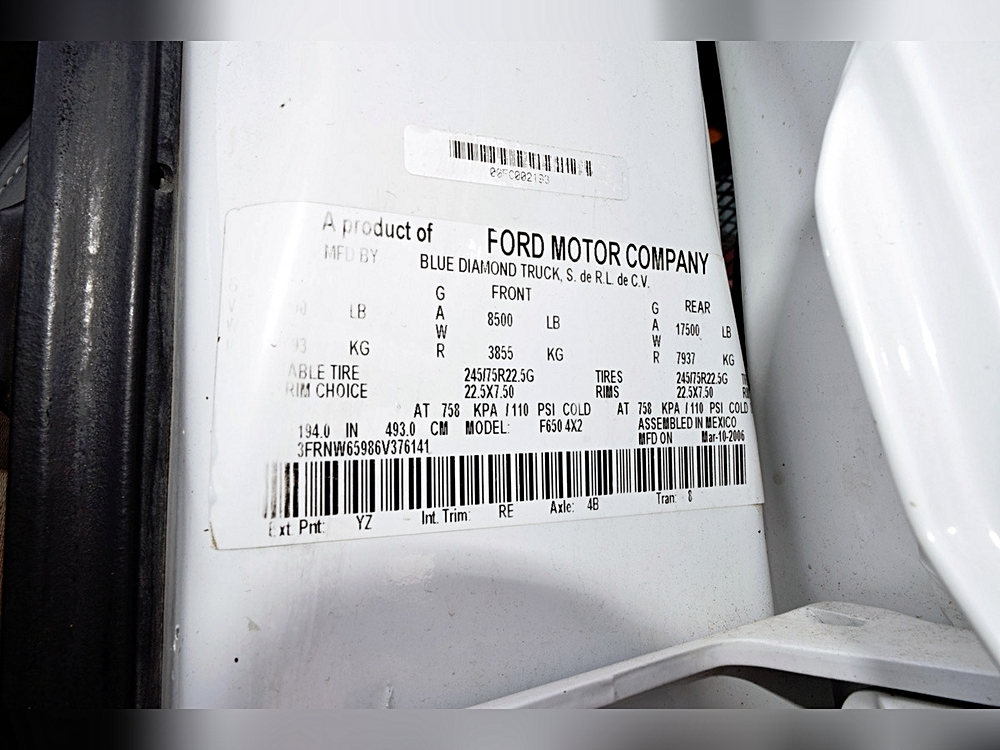 A product of FORD MOTOR COMPANY
MFD BY BLUE DIAMOND TRUCK, S. de R.L. de C.V.
G A W R FRONT G A W R REAR
LB 8500 LB 17500 LB
KG 3855 KG 7937 KG
ABLE TIRE 245/75R22.5G TIRES 245/75R22.5G
RIM CHOICE 22.5X7.50 RIMS 22.5X7.50
AT 758 KPA / 110 PSI COLD AT 758 KPA / 110 PSI COLD
194.0 IN 493.0 CM MODEL: F650 4X2 ASSEMBLED IN MEXICO
3FRNW65986V376141 MFD ON Mar-10-2006
Ext. Pnt: YZ Int. Trim: RE Axle: 4B Tran: 8